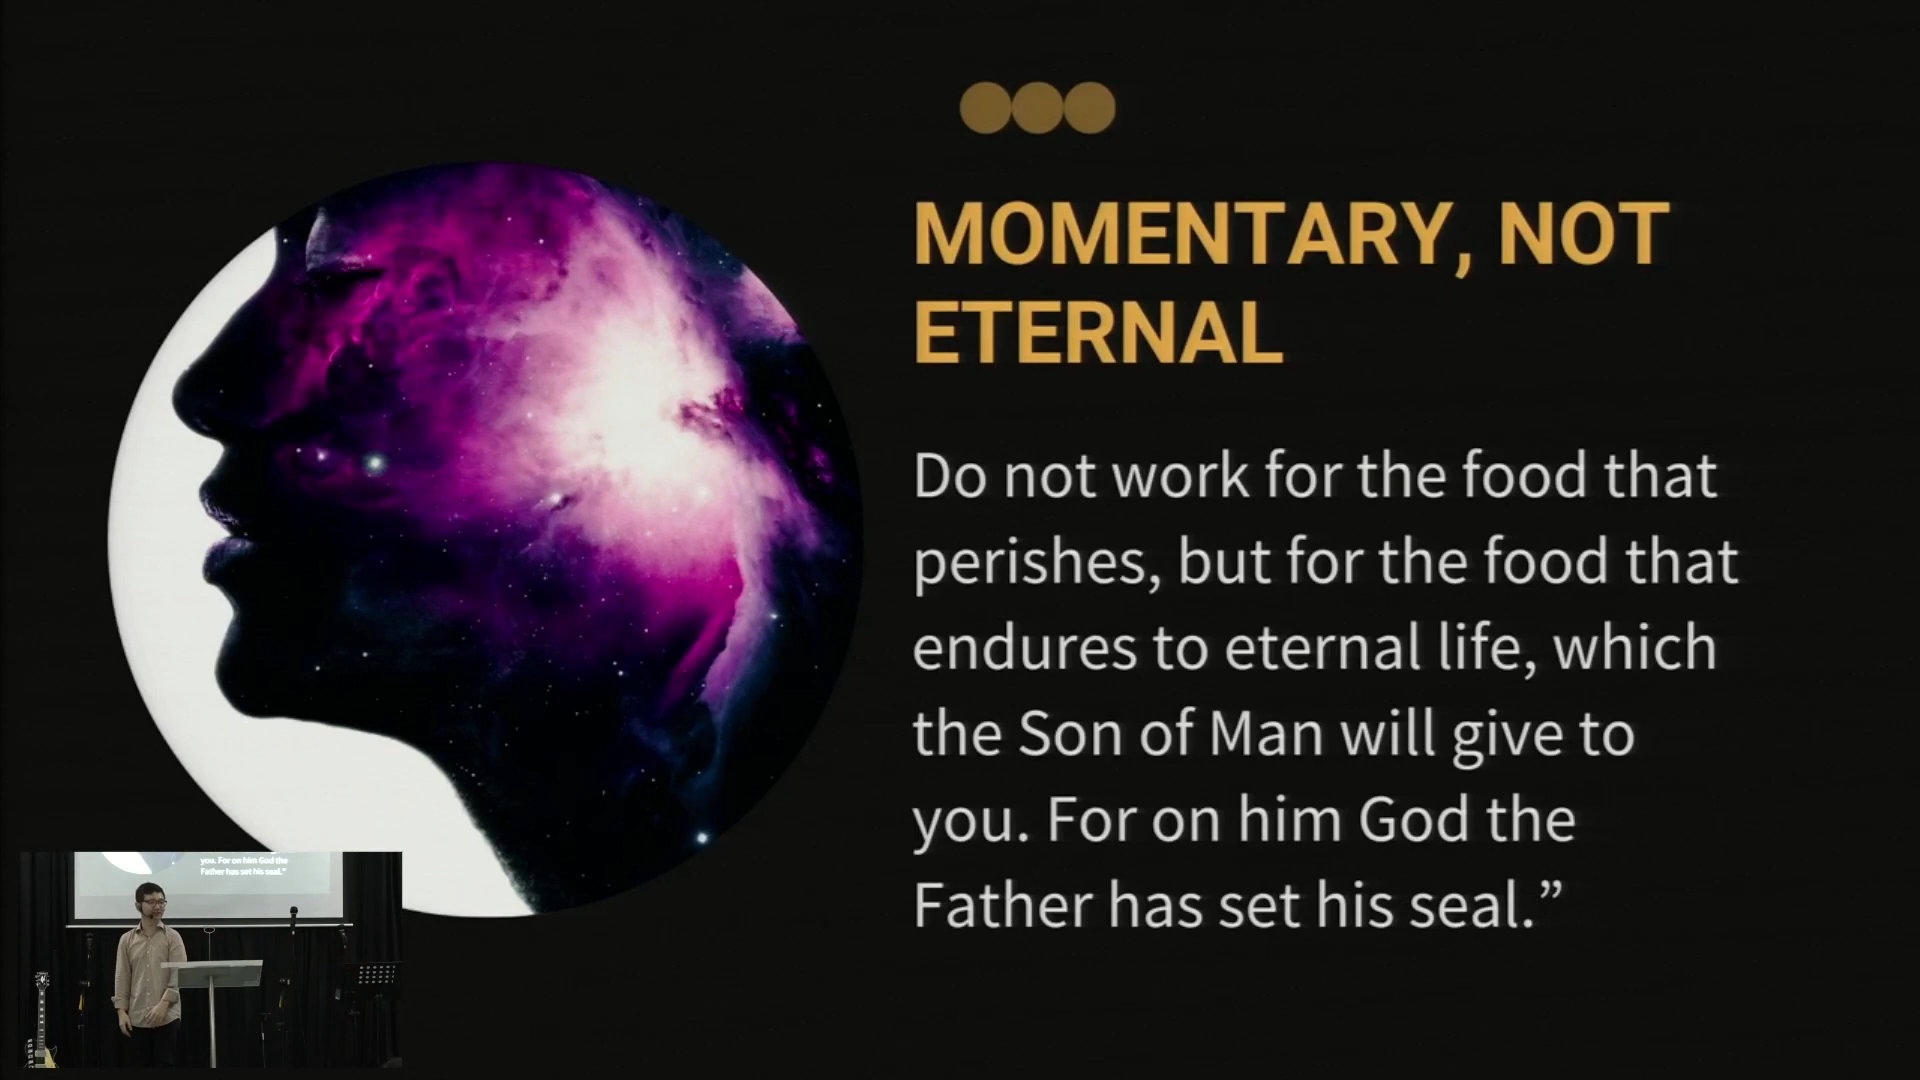 MOMENTARY, NOT
ETERNAL
Do not work for the food that
perishes, but for the food that
endures to eternal life, which
the Son of Man will give to
you. For on him God the
Father has set his seal.”
you. For on him God the
Father has set his seal.”